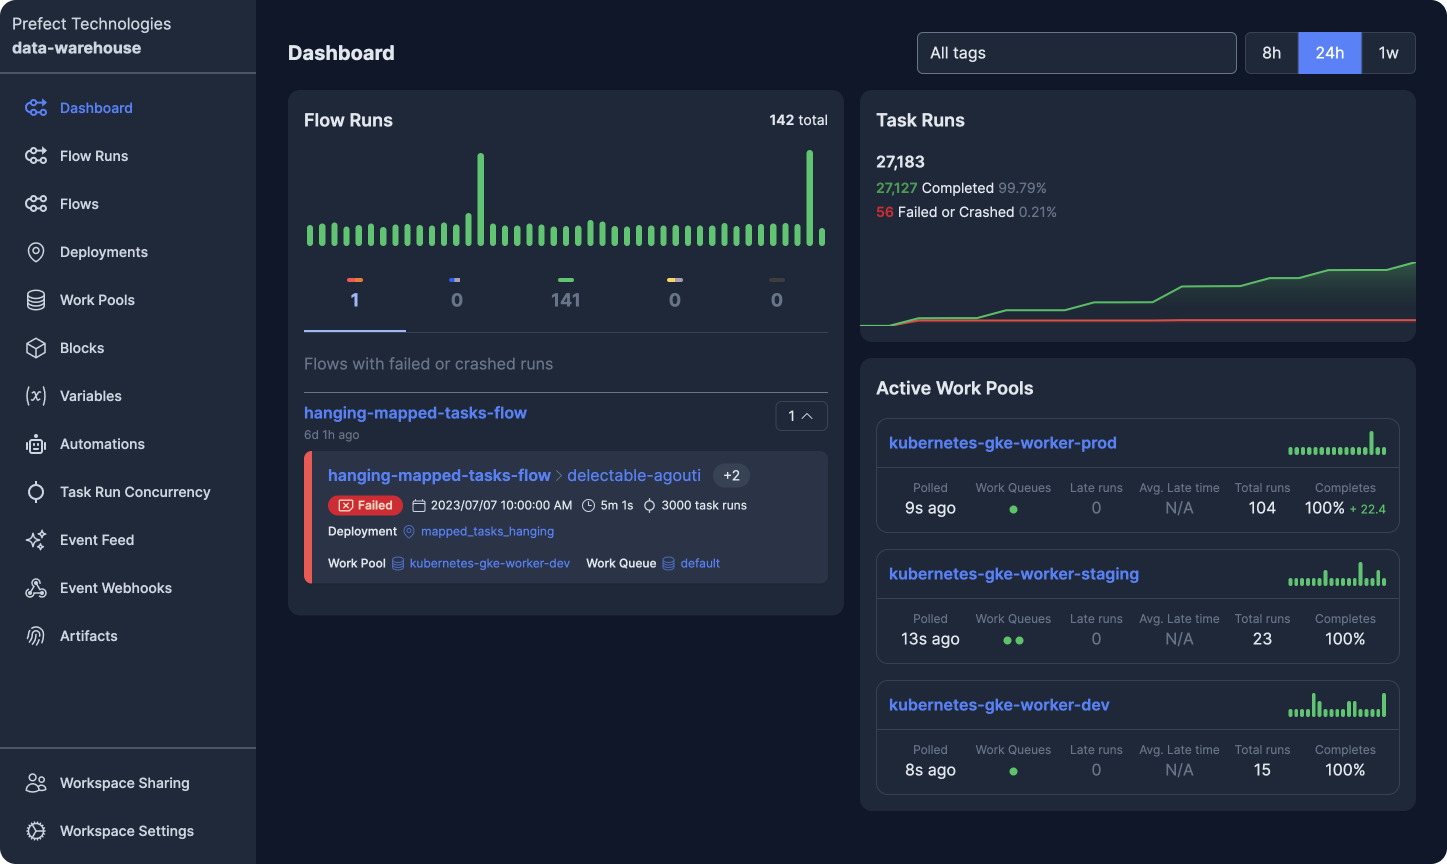 Prefect Technologies
data-warehouse
Dashboard
Flow Runs
Flows
Deployments
Work Pools
Blocks
Variables
Automations
Task Run Concurrency
Event Feed
Event Webhooks
Artifacts
Workspace Sharing
Workspace Settings
Dashboard
All tags
8h 24h 1w
Flow Runs
142 total
1 0 141 0 0
Flows with failed or crashed runs
hanging-mapped-tasks-flow
6d 1h ago
1
hanging-mapped-tasks-flow > delectable-agouti +2
Failed 2023/07/07 10:00:00 AM 5m 1s 3000 task runs
Deployment mapped_tasks_hanging
Work Pool kubernetes-gke-worker-dev Work Queue default
Task Runs
27,183
27,127 Completed 99.79%
56 Failed or Crashed 0.21%
Active Work Pools
kubernetes-gke-worker-prod
Polled Work Queues Late runs Avg. Late time Total runs Completes
9s ago 0 N/A 104 100% + 22.4
kubernetes-gke-worker-staging
Polled Work Queues Late runs Avg. Late time Total runs Completes
13s ago 0 N/A 23 100%
kubernetes-gke-worker-dev
Polled Work Queues Late runs Avg. Late time Total runs Completes
8s ago 0 N/A 15 100%